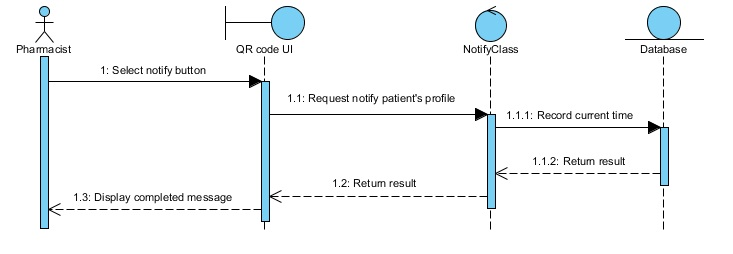 Pharmacist
QR code UI
NotifyClass
Database
1: Select notify button
1.1: Request notify patient's profile
1.1.1: Record current time
1.1.2: Return result
1.2: Return result
1.3: Display completed message